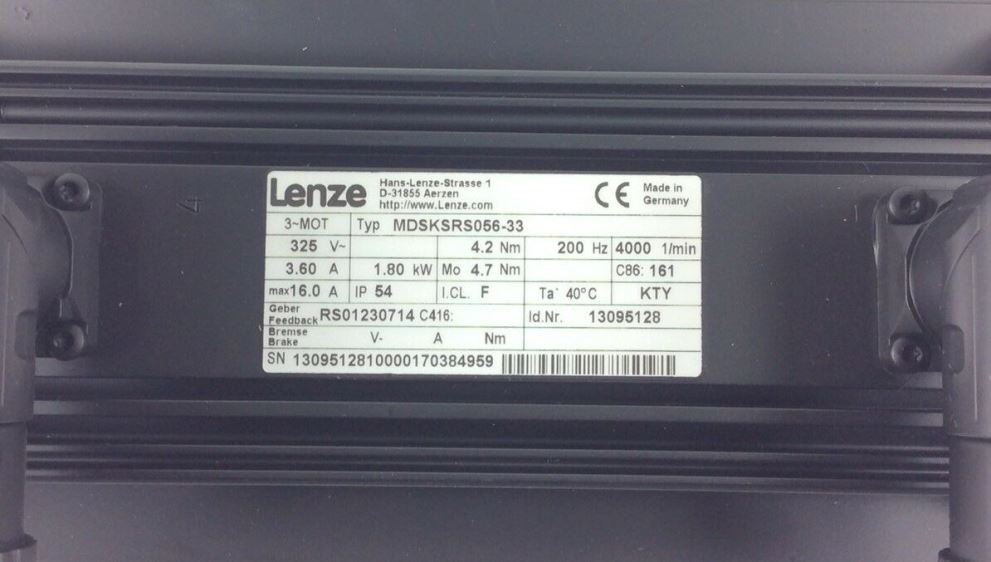 4
Lenze Hans-Lenze-Strasse 1
D-31855 Aerzen
http://www.Lenze.com
CE Made in
Germany
3~MOT Typ MDSKSRS056-33
325 V~ 4.2 Nm 200 Hz 4000 1/min
3.60 A 1.80 kW Mo 4.7 Nm C86: 161
max16.0 A IP 54 I.CL. F Ta˙ 40°C KTY
Geber
Feedback RS01230714 C416: Id.Nr. 13095128
Bremse
Brake V- A Nm
SN 1309512810000170384959